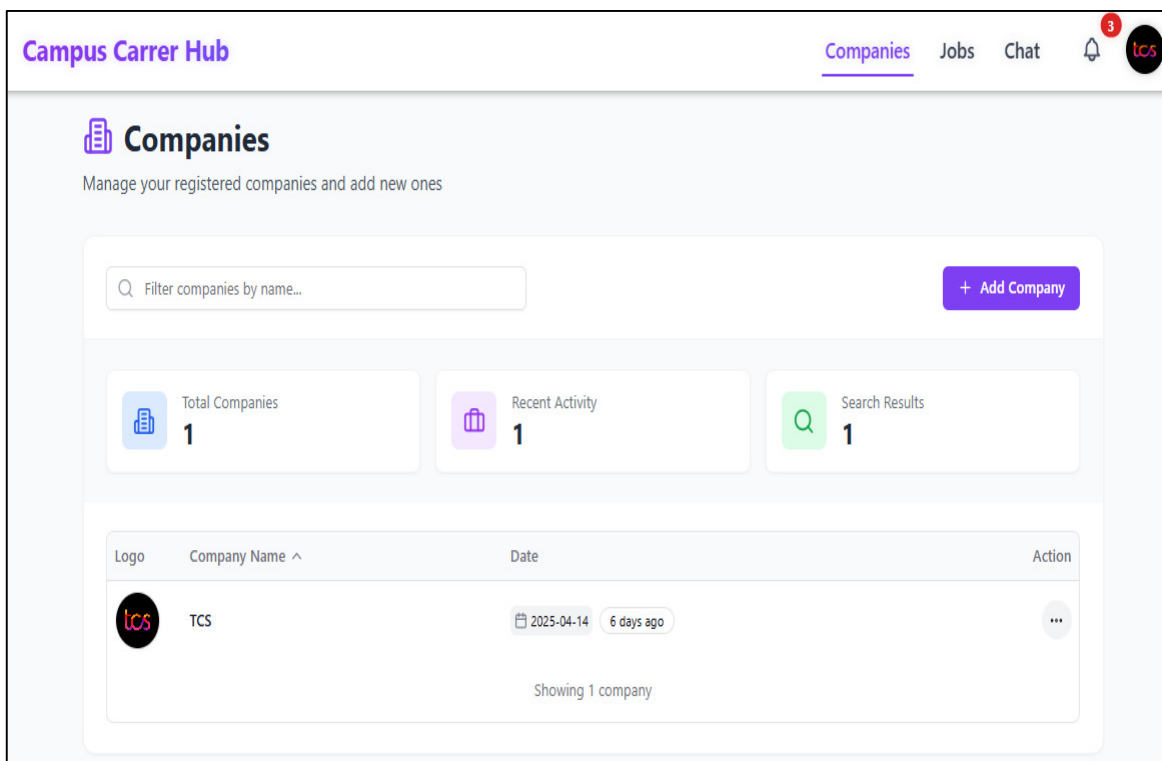 Campus Carrer Hub
Companies Jobs Chat 3 tcs
Companies
Manage your registered companies and add new ones
Filter companies by name...
+ Add Company
Total Companies
1
Recent Activity
1
Search Results
1
Logo Company Name Date Action
tcs TCS 2025-04-14 6 days ago ...
Showing 1 company